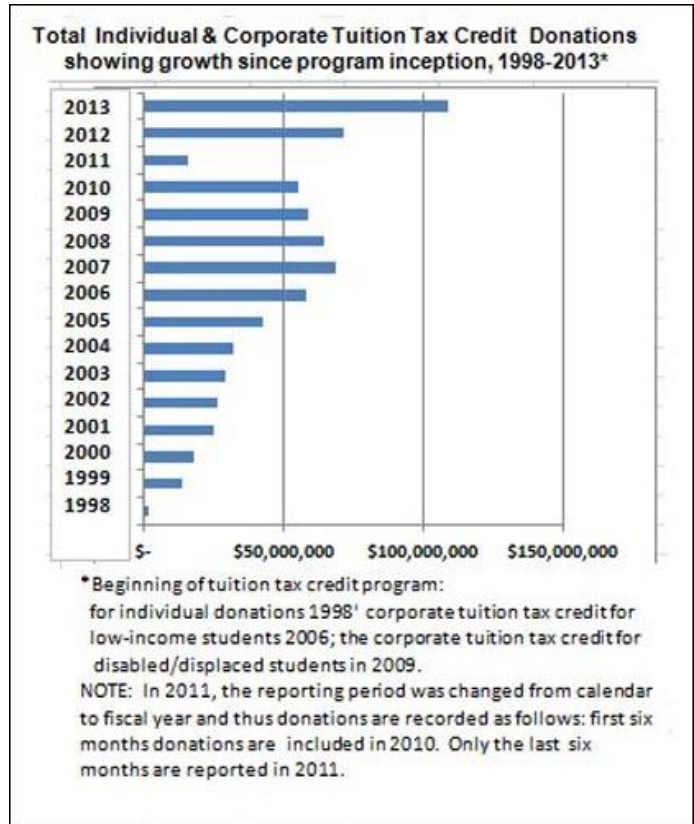 Total Individual & Corporate Tuition Tax Credit Donations
showing growth since program inception, 1998-2013*
2013
2012
2011
2010
2009
2008
2007
2006
2005
2004
2003
2002
2001
2000
1999
1998
$- $50,000,000 $100,000,000 $150,000,000
*Beginning of tuition tax credit program:
for individual donations 1998' corporate tuition tax credit for
low-income students 2006; the corporate tuition tax credit for
disabled/displaced students in 2009.
NOTE: In 2011, the reporting period was changed from calendar
to fiscal year and thus donations are recorded as follows: first six
months donations are included in 2010. Only the last six
months are reported in 2011.